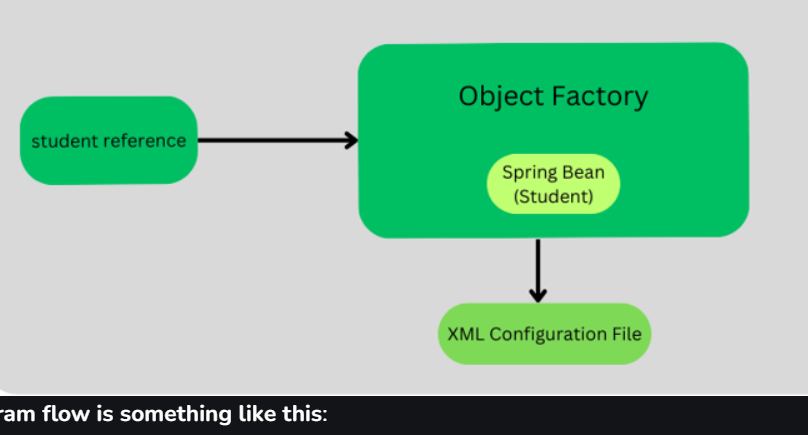 Object Factory
student reference
Spring Bean
(Student)
XML Configuration File
ram flow is something like this: